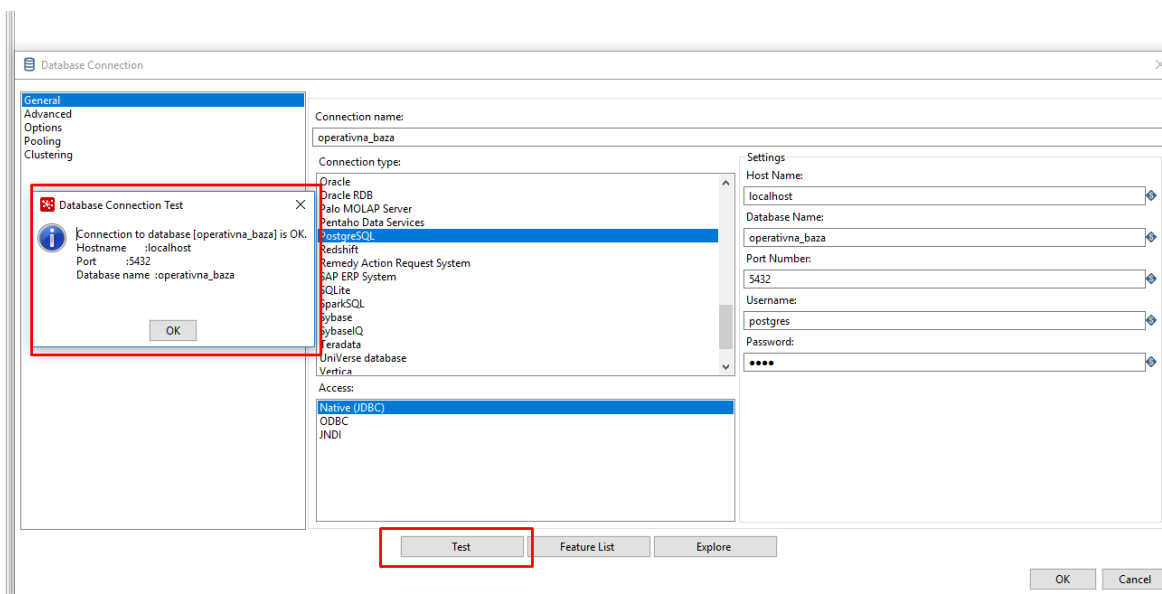 Database Connection
General
Advanced
Options
Pooling
Clustering
Database Connection Test
Connection to database [operativna_baza] is OK.
Hostname :localhost
Port :5432
Database name :operativna_baza
OK
Connection name:
operativna_baza
Connection type:
Oracle
Oracle RDB
Palo MOLAP Server
Pentaho Data Services
PostgreSQL
Redshift
Remedy Action Request System
SAP ERP System
SQLite
SparkSQL
Sybase
SybaseIQ
Teradata
UniVerse database
Vertica
Access:
Native (JDBC)
ODBC
JNDI
Settings
Host Name:
localhost
Database Name:
operativna_baza
Port Number:
5432
Username:
postgres
Password:
••••
Test
Feature List
Explore
OK
Cancel